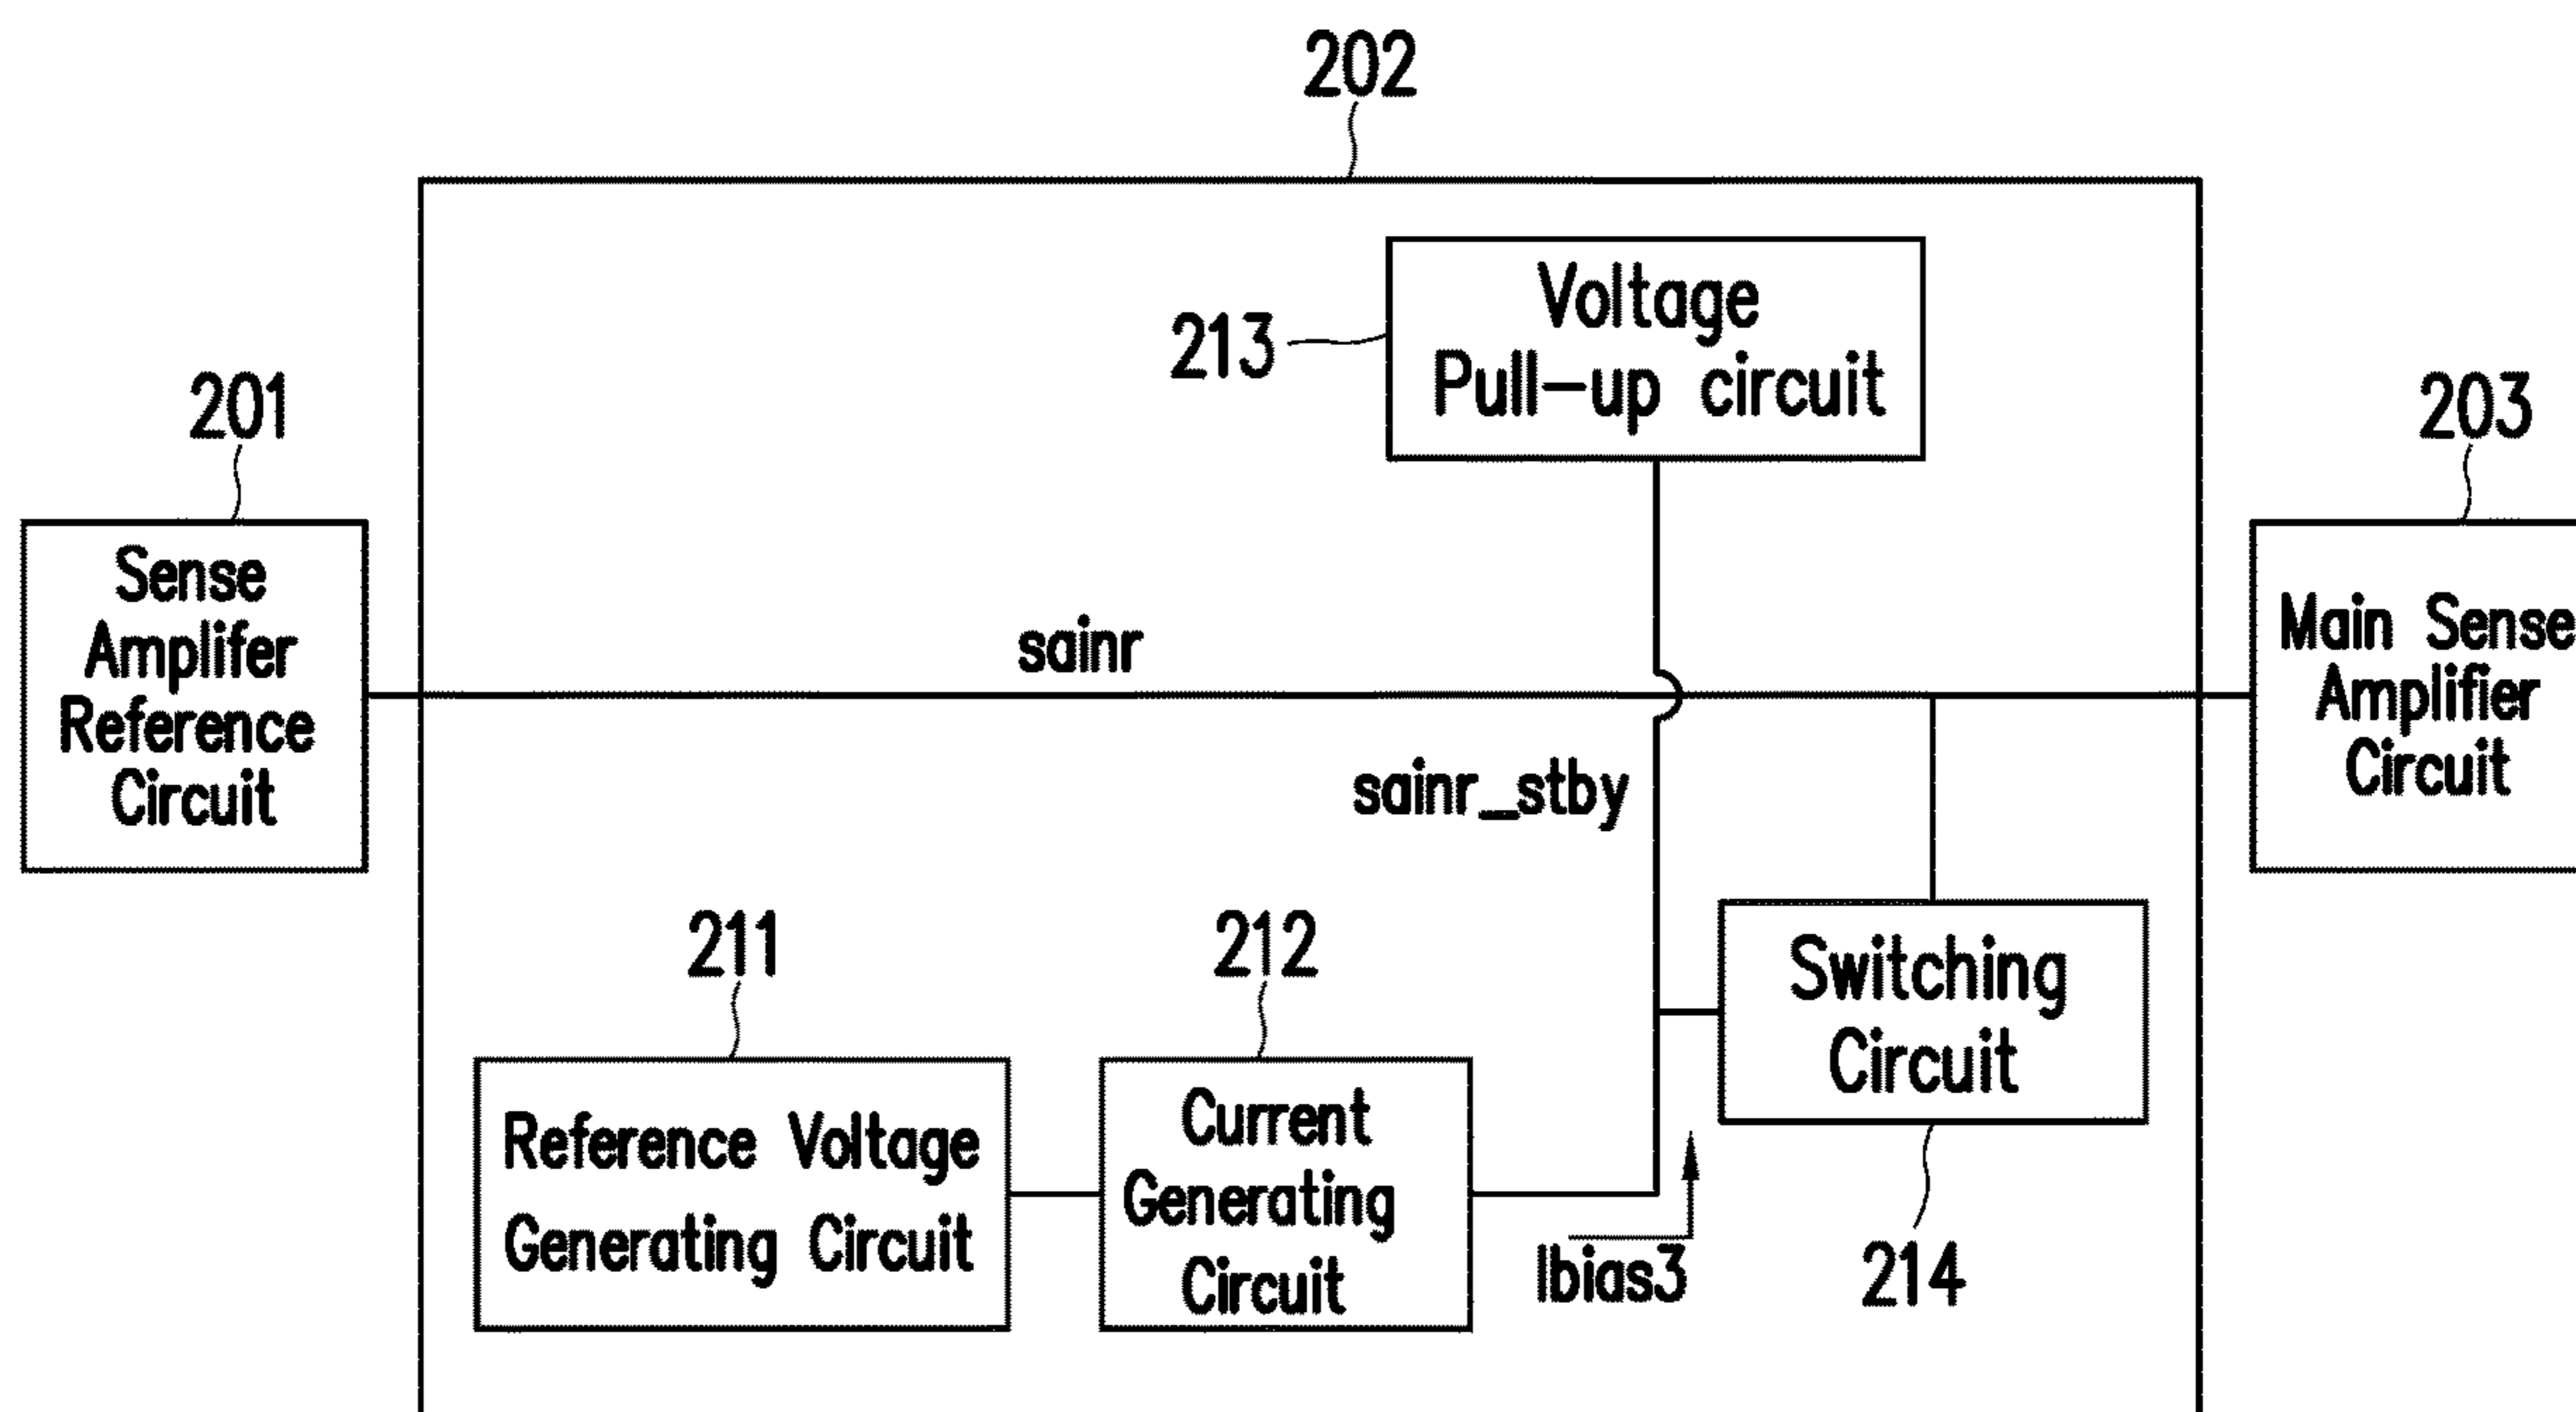 202
213
Voltage
Pull-up circuit
201
203
Sense
Amplifer
Reference
Circuit
sainr
Main Sense
Amplifier
Circuit
sainr_stby
211
212
Switching
Circuit
Reference Voltage
Generating Circuit
Current
Generating
Circuit
Ibias3
214